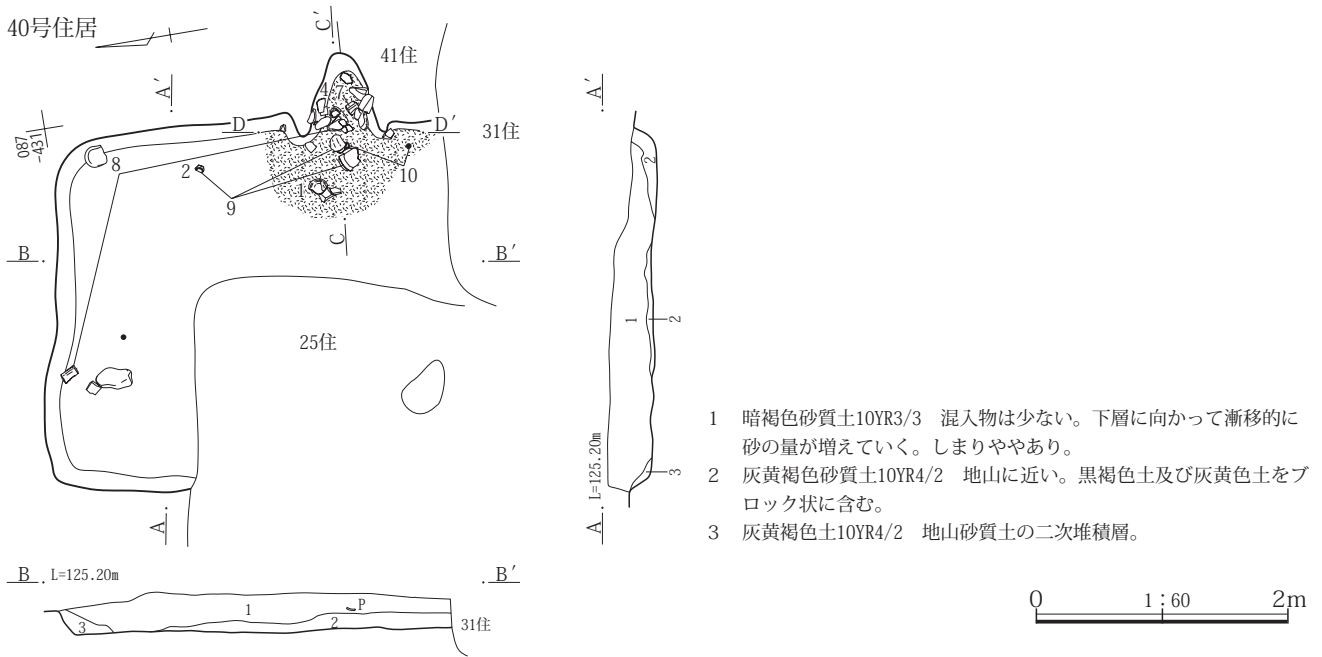 40号住居
C′
41住
A′
A′
4
7
D
D′
31住
087
-431
8
2
10
1
9
2
C
B
B′
1
2
25住
1 暗褐色砂質土10YR3/3 混入物は少ない。下層に向かって漸移的に
砂の量が増えていく。しまりややあり。
2 灰黄褐色砂質土10YR4/2 地山に近い。黒褐色土及び灰黄色土をブ
ロック状に含む。
3 灰黄褐色土10YR4/2 地山砂質土の二次堆積層。
3
A
A L=125.20m
B L=125.20m
B′
1
P
2
3
31住
0 1:60 2m